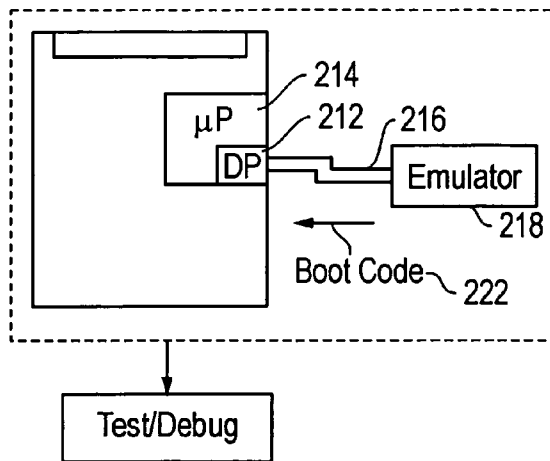 214
μP
212
216
DP
Emulator
218
Boot Code
222
Test/Debug